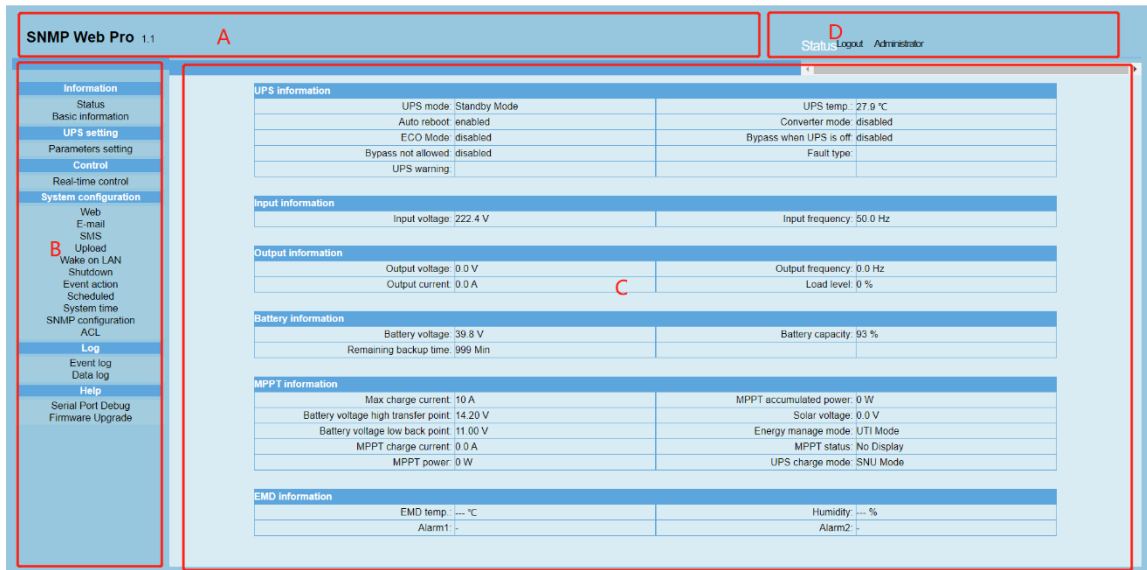 SNMP Web Pro 1.1
A
D
Status Logout Administrator
Information
Status
Basic information
UPS setting
Parameters setting
Control
Real-time control
System configuration
Web
E-mail
SMS
Upload
B
Wake on LAN
Shutdown
Event action
Scheduled
System time
SNMP configuration
ACL
Log
Event log
Data log
Help
Serial Port Debug
Firmware Upgrade
UPS information
UPS mode: Standby Mode UPS temp.: 27.9 ℃
Auto reboot: enabled Converter mode: disabled
ECO Mode: disabled Bypass when UPS is off: disabled
Bypass not allowed: disabled Fault type:
UPS warning:
Input information
Input voltage: 222.4 V Input frequency: 50.0 Hz
Output information
Output voltage: 0.0 V Output frequency: 0.0 Hz
Output current: 0.0 A Load level: 0 %
C
Battery information
Battery voltage: 39.8 V Battery capacity: 93 %
Remaining backup time: 999 Min
MPPT information
Max charge current: 10 A MPPT accumulated power: 0 W
Battery voltage high transfer point: 14.20 V Solar voltage: 0.0 V
Battery voltage low back point: 11.00 V Energy manage mode: UTI Mode
MPPT charge current: 0.0 A MPPT status: No Display
MPPT power: 0 W UPS charge mode: SNU Mode
EMD information
EMD temp.: --- ℃ Humidity: --- %
Alarm1: - Alarm2: -